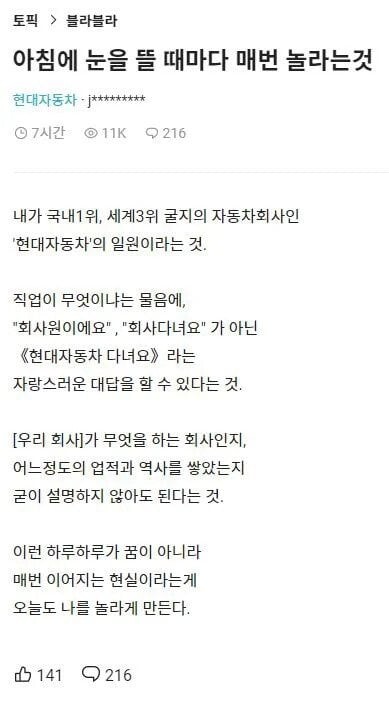 토픽 > 블라블라
아침에 눈을 뜰 때마다 매번 놀라는것
현대자동차 · j*********
7시간 11K 216
내가 국내1위, 세계3위 굴지의 자동차회사인
'현대자동차'의 일원이라는 것.
직업이 무엇이냐는 물음에,
"회사원이에요" , "회사다녀요" 가 아닌
《현대자동차 다녀요》라는
자랑스러운 대답을 할 수 있다는 것.
[우리 회사]가 무엇을 하는 회사인지,
어느정도의 업적과 역사를 쌓았는지
굳이 설명하지 않아도 된다는 것.
이런 하루하루가 꿈이 아니라
매번 이어지는 현실이라는게
오늘도 나를 놀라게 만든다.
141 216